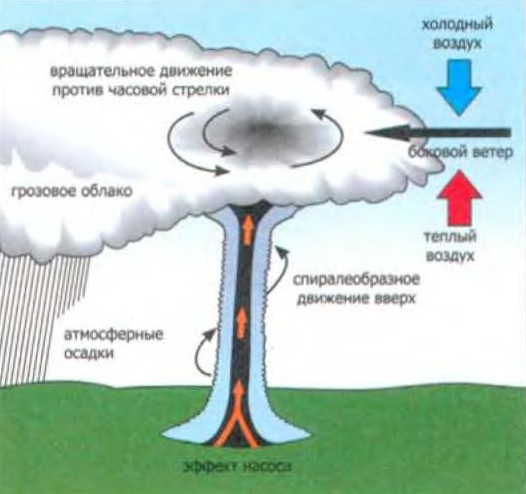 холодный
воздух
вращательное движение
против часовой стрелки
боковой ветер
грозовое облако
теплый
воздух
спиралеобразное
движение вверх
атмосферные
осадки
эффект насоса